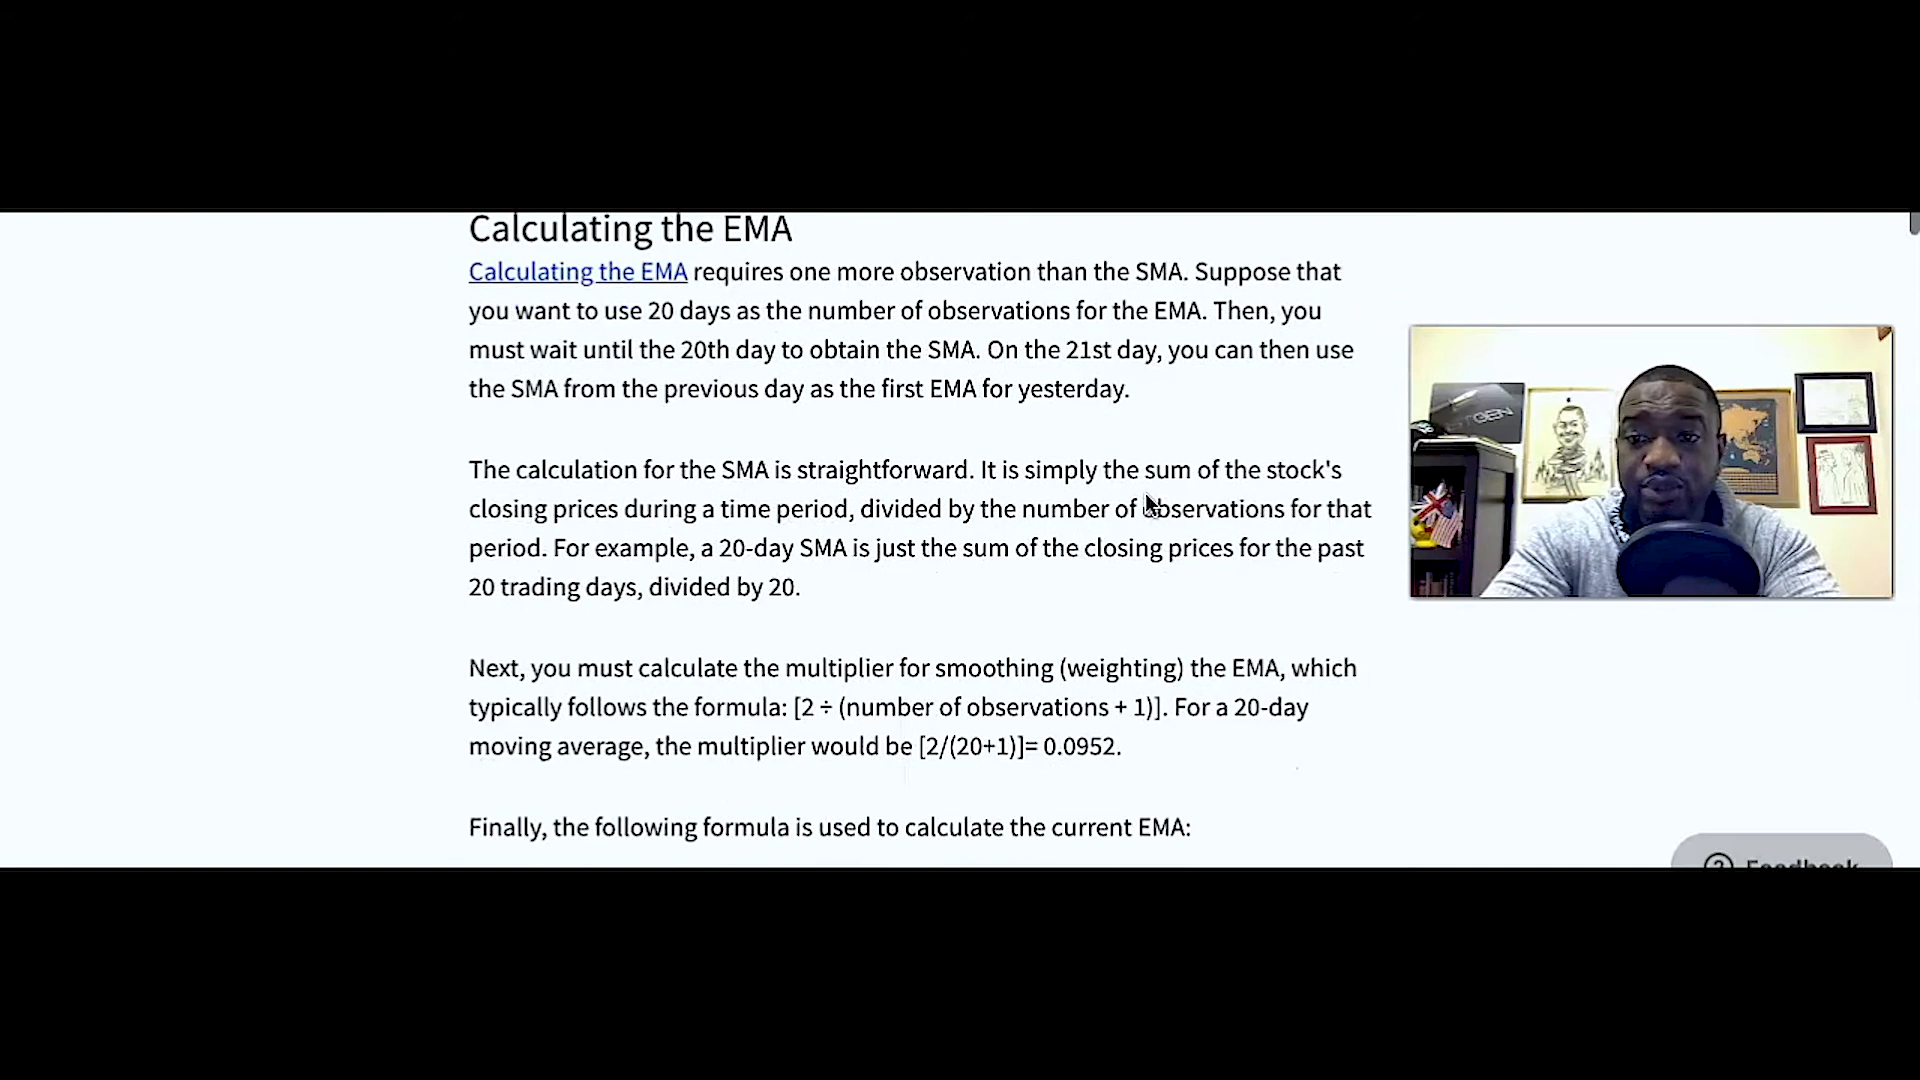 Calculating the EMA
Calculating the EMA requires one more observation than the SMA. Suppose that
you want to use 20 days as the number of observations for the EMA. Then, you
must wait until the 20th day to obtain the SMA. On the 21st day, you can then use
the SMA from the previous day as the first EMA for yesterday.
The calculation for the SMA is straightforward. It is simply the sum of the stock's
closing prices during a time period, divided by the number of observations for that
period. For example, a 20-day SMA is just the sum of the closing prices for the past
20 trading days, divided by 20.
Next, you must calculate the multiplier for smoothing (weighting) the EMA, which
typically follows the formula: [2 ÷ (number of observations + 1)]. For a 20-day
moving average, the multiplier would be [2/(20+1)]= 0.0952.
Finally, the following formula is used to calculate the current EMA:
Feedback